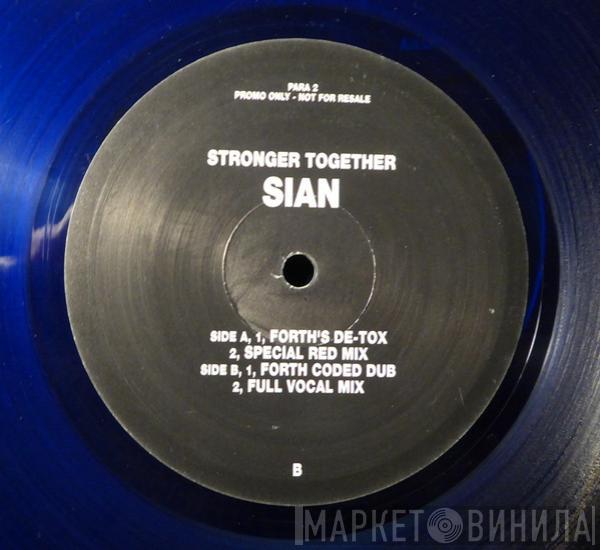 PARA 2
PROMO ONLY - NOT FOR RESALE
STRONGER TOGETHER
SIAN
SIDE A, 1, FORTH'S DE-TOX
2, SPECIAL RED MIX
SIDE B, 1, FORTH CODED DUB
2, FULL VOCAL MIX
B
МАРКЕТ ВИНИЛА